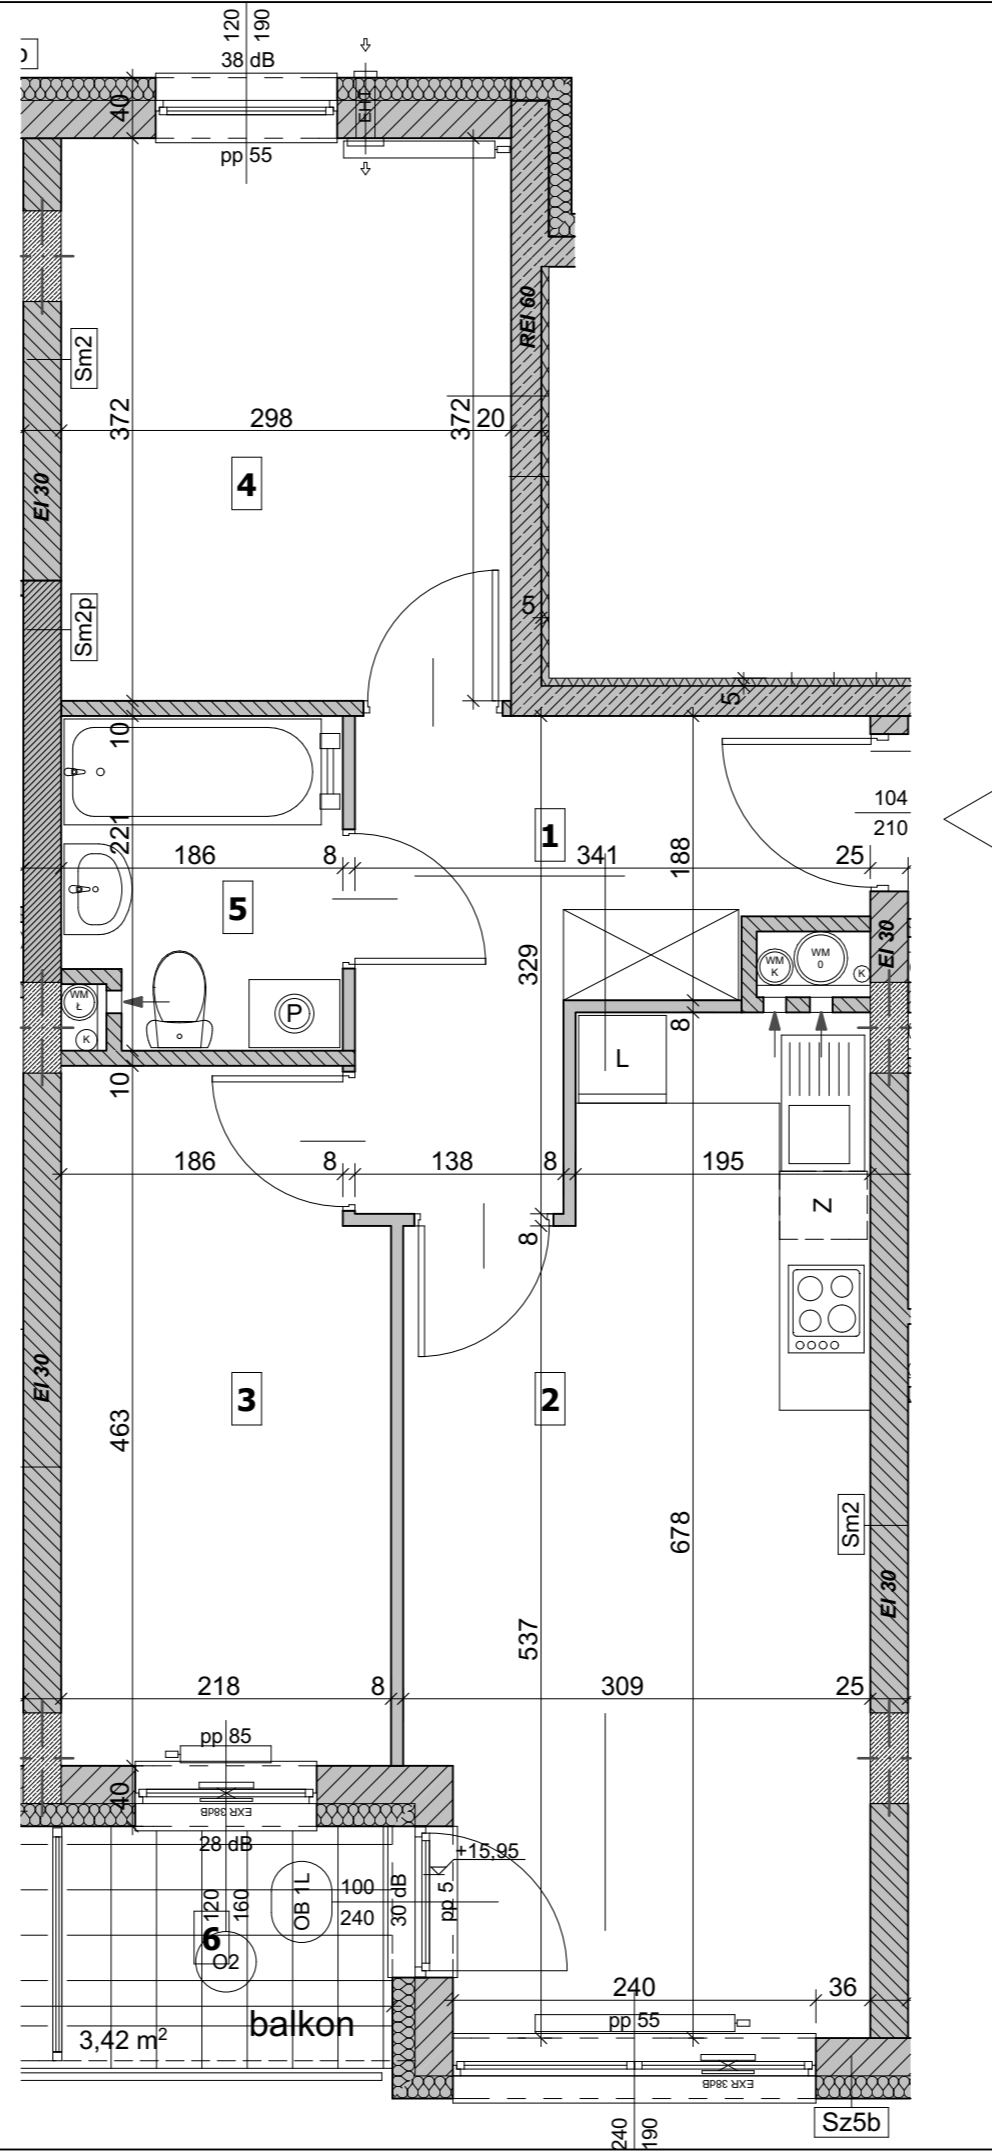 120
190
38 dB
40
EHT
pp 55
REI 60
Sm2
372
298
372
20
4
EI 30
Sm2p
5
5
10
104
210
1
221
186
8
341
188
25
5
329
EI 30
WM
K
WM
0
K
WM
Ł
K
P
8
L
10
186
8
138
8
195
Z
8
EI 30
3
2
463
Sm2
678
EI 30
537
218
8
309
25
pp 85
40
EXR 38dB
28 dB
+15,95
OB 1L
100
240
30 dB
pp 5
120
160
6
O2
240
36
balkon
3,42 m²
pp 55
EXR 38dB
Sz5b
240
190